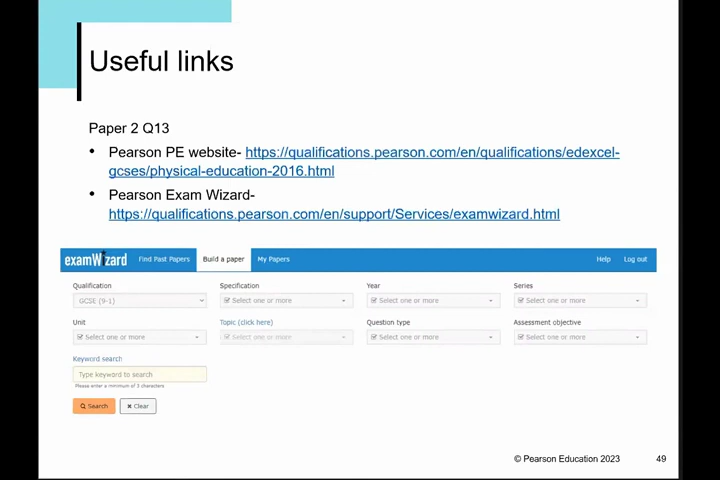 Useful links
Paper 2 Q13
• Pearson PE website- https://qualifications.pearson.com/en/qualifications/edexcel-
gcses/physical-education-2016.html
• Pearson Exam Wizard-
https://qualifications.pearson.com/en/support/Services/examwizard.html
examWizard Find Past Papers Build a paper My Papers Help Log out
Qualification Specification Year Series
GCSE (9-1) Select one or more Select one or more Select one or more
Unit Topic (click here) Question type Assessment objective
Select one or more Select one or more Select one or more Select one or more
Keyword search
Type keyword to search
Please enter a minimum of 3 characters
Search Clear
© Pearson Education 2023 49